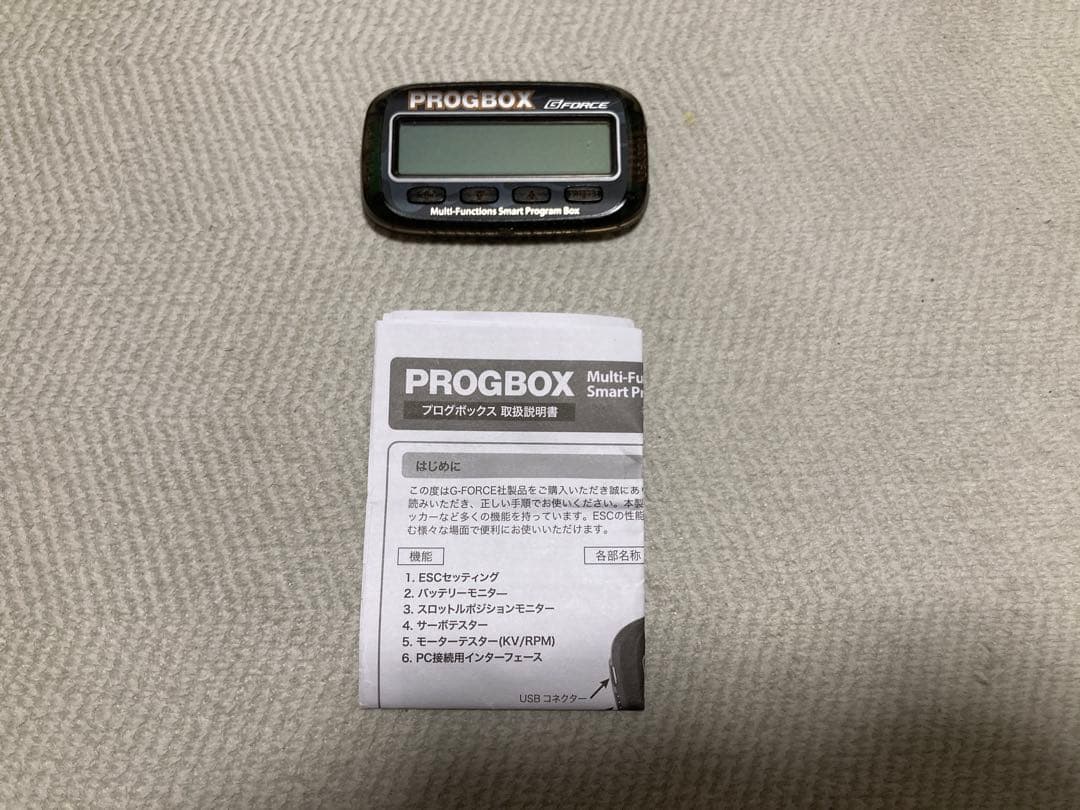 PROGBOX GFORCE
Multi-Functions Smart Program Box
PROGBOX
Multi-Fu
Smart Pr
プログボックス 取扱説明書
はじめに
この度はG-FORCE社製品をご購入いただき誠にあり
読みいただき、正しい手順でお使いください。本製
ッカーなど多くの機能を持っています。ESCの性能
む様々な場面で便利にお使いいただけます。
機能
各部名称
1. ESCセッティング
2. バッテリーモニター
3. スロットルポジションモニター
4. サーボテスター
5. モーターテスター(KV/RPM)
6. PC接続用インターフェース
USB コネクター